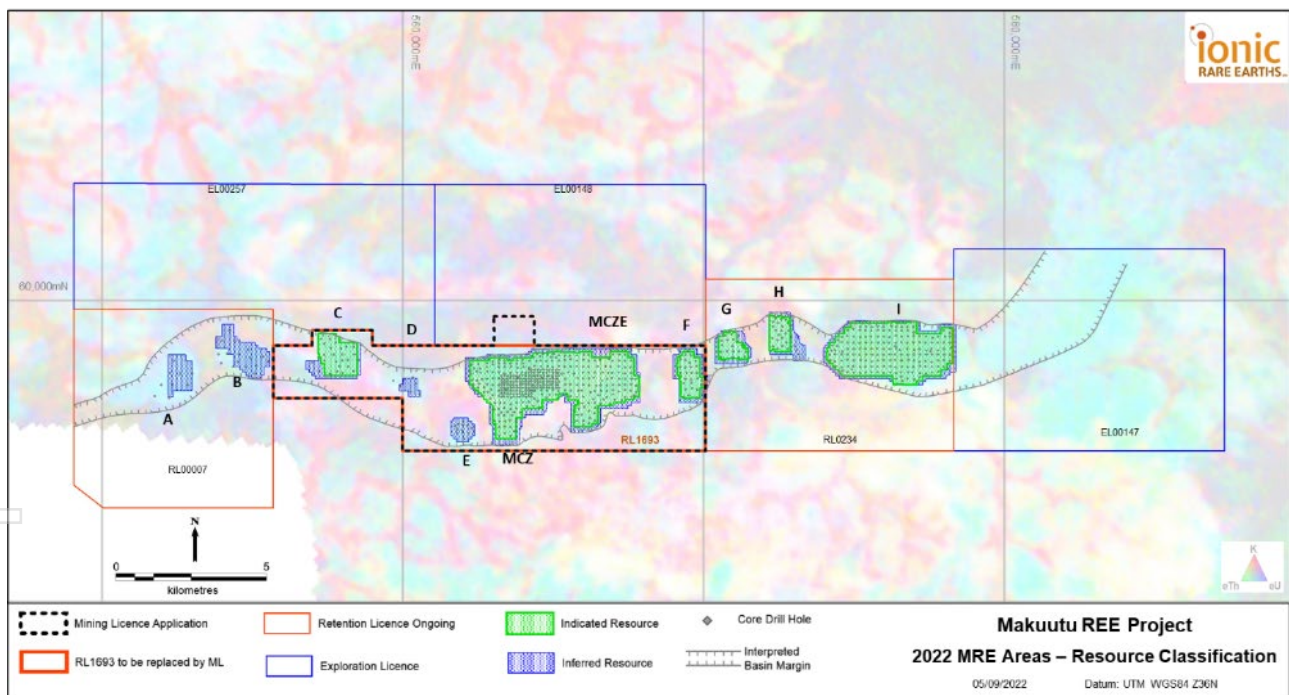 560,000mE
580,000mE
ionic
RARE EARTHS
EL00257
EL00148
60,000mN
C
D
MCZE
F
G
H
I
B
A
E
MCZ
RL1693
RL0234
EL00147
RL00007
N
0
5
kilometres
K
eTh
eU
Mining Licence Application
Retention Licence Ongoing
Indicated Resource
Core Drill Hole
RL1693 to be replaced by ML
Exploration Licence
Inferred Resource
Interpreted
Basin Margin
Makuutu REE Project
2022 MRE Areas – Resource Classification
05/09/2022
Datum: UTM WGS84 Z36N